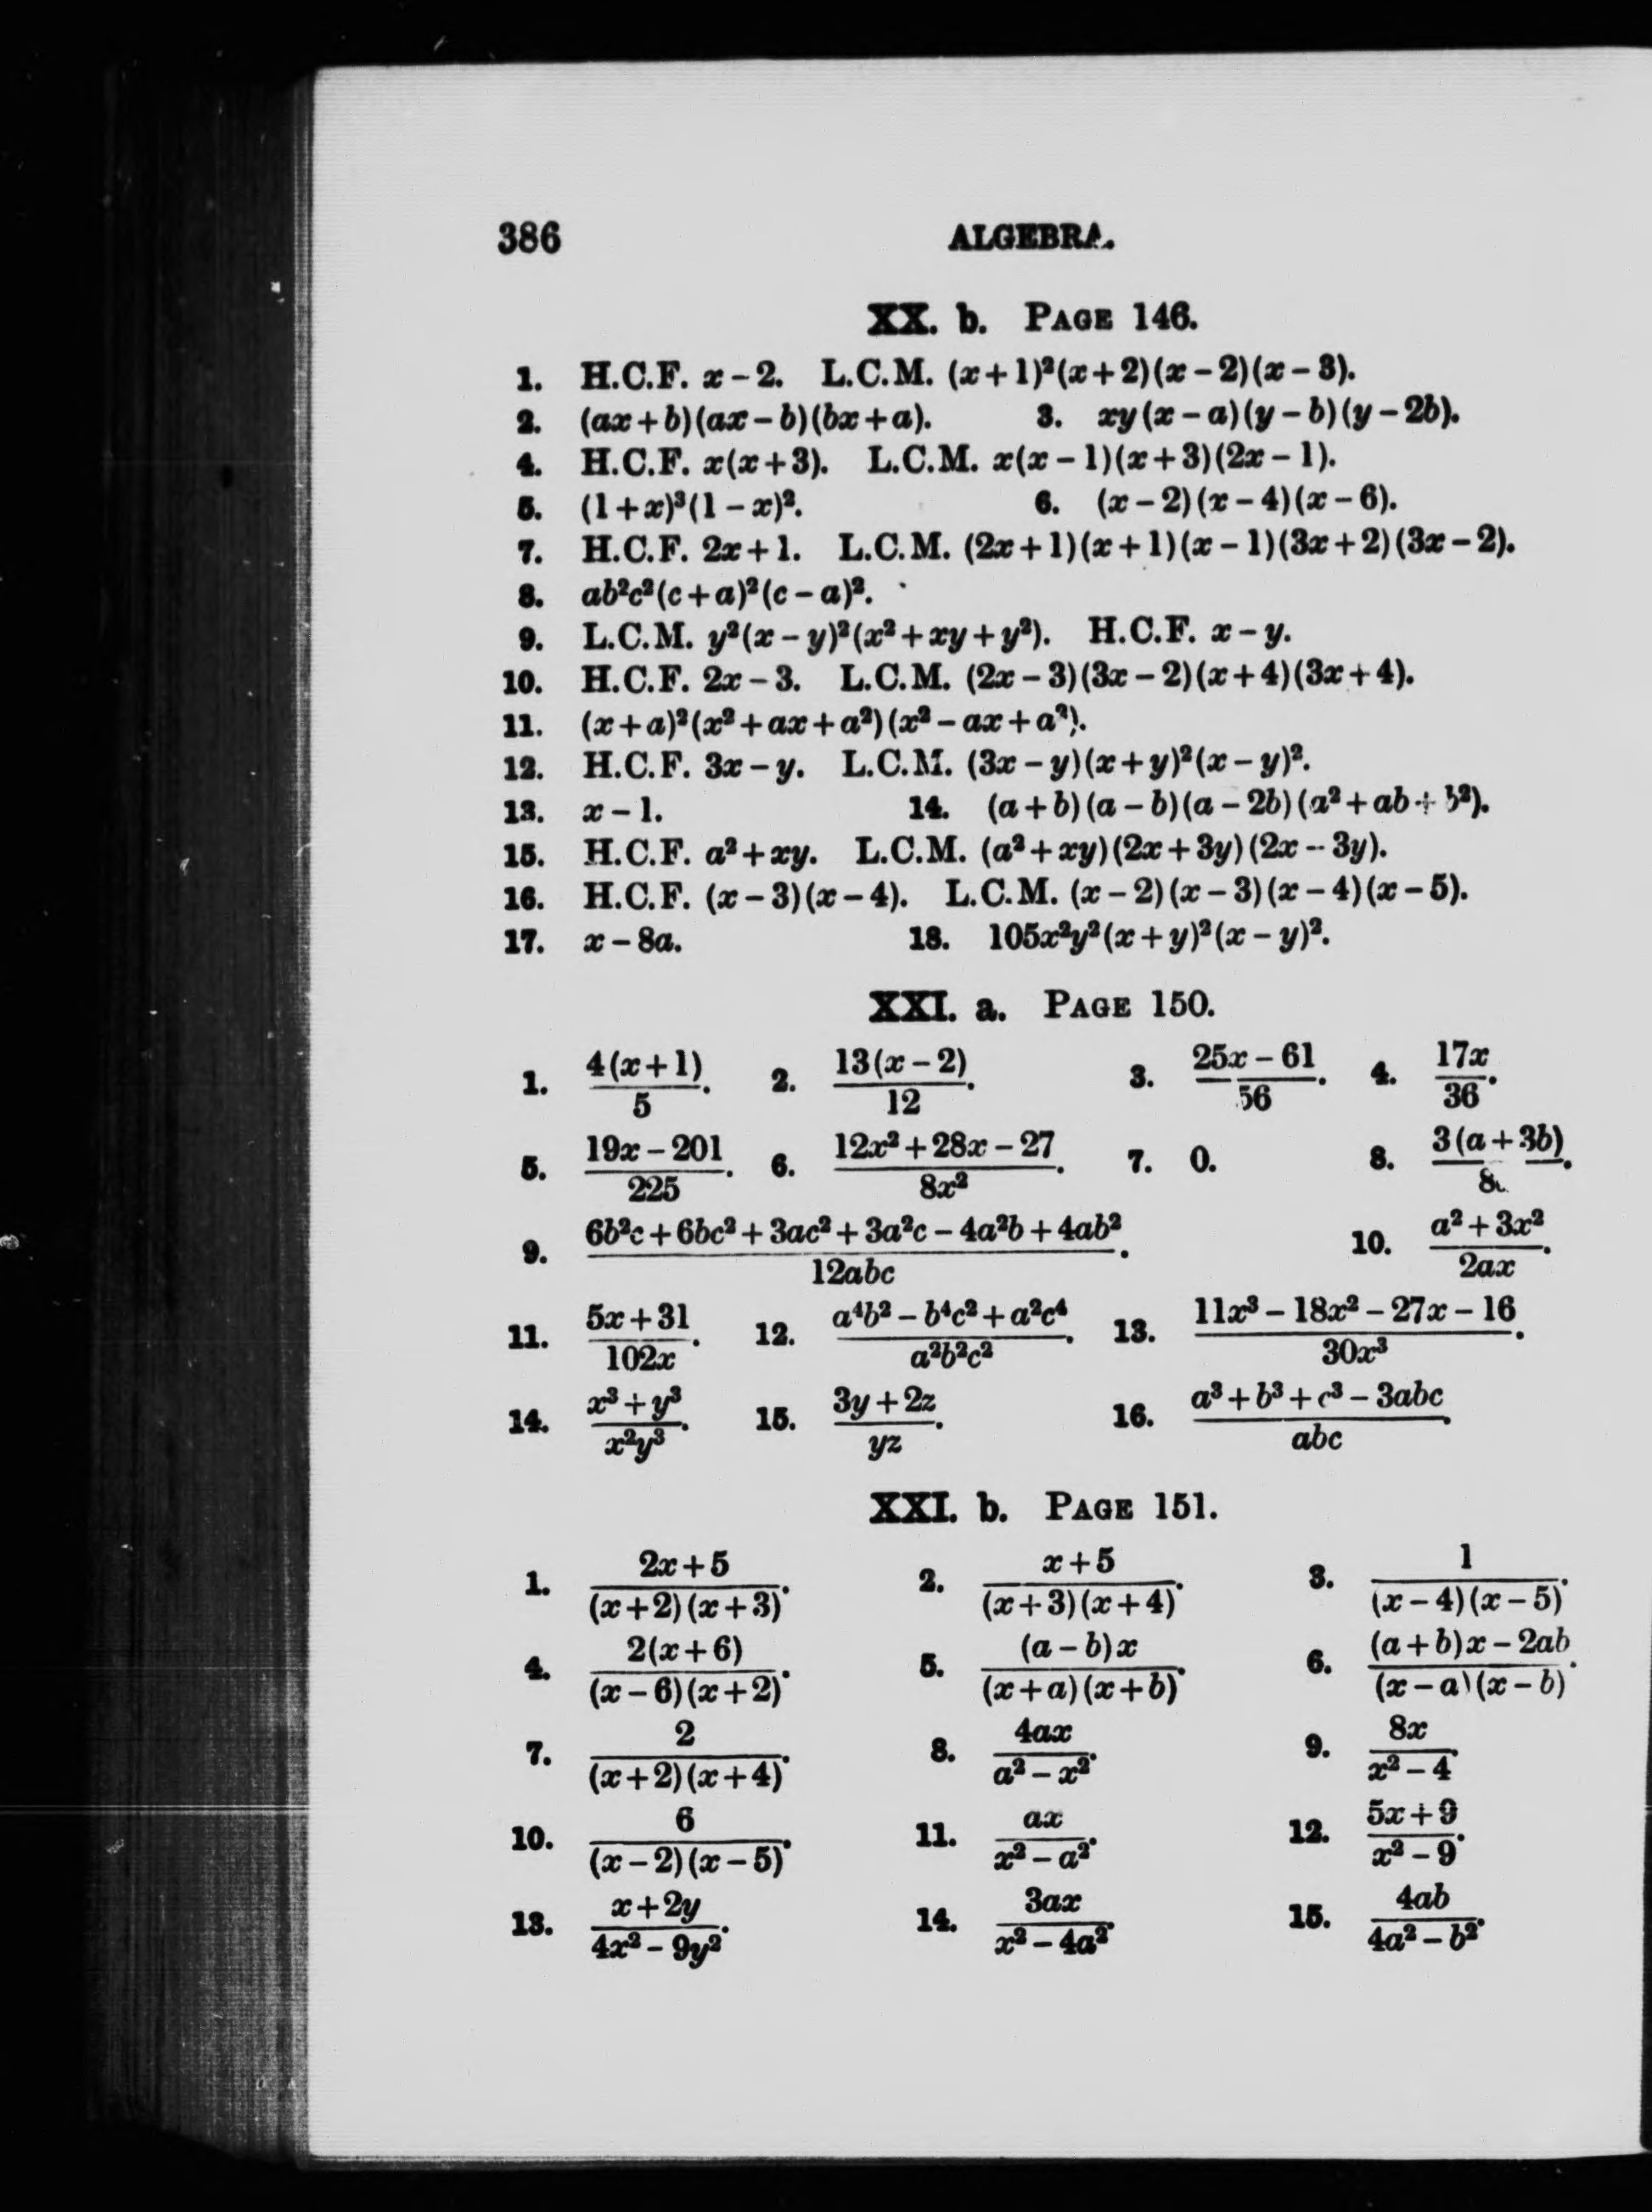 386 ALGEBRA.
XX. b. PAGE 146.
1. H.C.F. x – 2. L.C.M. (x + 1)²(x + 2)(x – 2)(x – 3).
2. (ax + b)(ax – b)(bx + a). 3. xy(x – a)(y – b)(y – 2b).
4. H.C.F. x(x + 3). L.C.M. x(x – 1)(x + 3)(2x – 1).
5. (1 + x)³(1 – x)². 6. (x – 2)(x – 4)(x – 6).
7. H.C.F. 2x + 1. L.C.M. (2x + 1)(x + 1)(x – 1)(3x + 2)(3x – 2).
8. ab²c²(c + a)²(c – a)².
9. L.C.M. y²(x – y)²(x² + xy + y²). H.C.F. x – y.
10. H.C.F. 2x – 3. L.C.M. (2x – 3)(3x – 2)(x + 4)(3x + 4).
11. (x + a)²(x² + ax + a²)(x² – ax + a²).
12. H.C.F. 3x – y. L.C.M. (3x – y)(x + y)²(x – y)².
13. x – 1. 14. (a + b)(a – b)(a – 2b)(a² + ab + b²).
15. H.C.F. a² + xy. L.C.M. (a² + xy)(2x + 3y)(2x – 3y).
16. H.C.F. (x – 3)(x – 4). L.C.M. (x – 2)(x – 3)(x – 4)(x – 5).
17. x – 8a. 18. 105x²y²(x + y)²(x – y)².
XXI. a. PAGE 150.
1. 4(x + 1)/5. 2. 13(x – 2)/12. 3. (25x – 61)/56. 4. 17x/36.
5. (19x – 201)/225. 6. (12x² + 28x – 27)/8x². 7. 0. 8. 3(a + 3b)/8
9. (6b²c + 6bc² + 3ac² + 3a²c – 4a²b + 4ab²)/12abc. 10. (a² + 3x²)/2ax.
11. (5x + 31)/102x. 12. (a⁴b² – b⁴c² + a²c⁴)/a²b²c². 13. (11x³ – 18x² – 27x – 16)/30x³.
14. (x³ + y³)/x²y³. 15. (3y + 2z)/yz. 16. (a³ + b³ + c³ – 3abc)/abc.
XXI. b. PAGE 151.
1. (2x + 5)/(x + 2)(x + 3). 2. (x + 5)/(x + 3)(x + 4). 3. 1/(x – 4)(x – 5).
4. 2(x + 6)/(x – 6)(x + 2). 5. (a – b)x/(x + a)(x + b). 6. ((a + b)x – 2ab)/(x – a)(x – b).
7. 2/(x + 2)(x + 4). 8. 4ax/(a² – x²). 9. 8x/(x² – 4).
10. 6/(x – 2)(x – 5). 11. ax/(x² – a²). 12. (5x + 9)/(x² – 9).
13. (x + 2y)/(4x² – 9y²). 14. 3ax/(x² – 4a²). 15. 4ab/(4a² – b²).